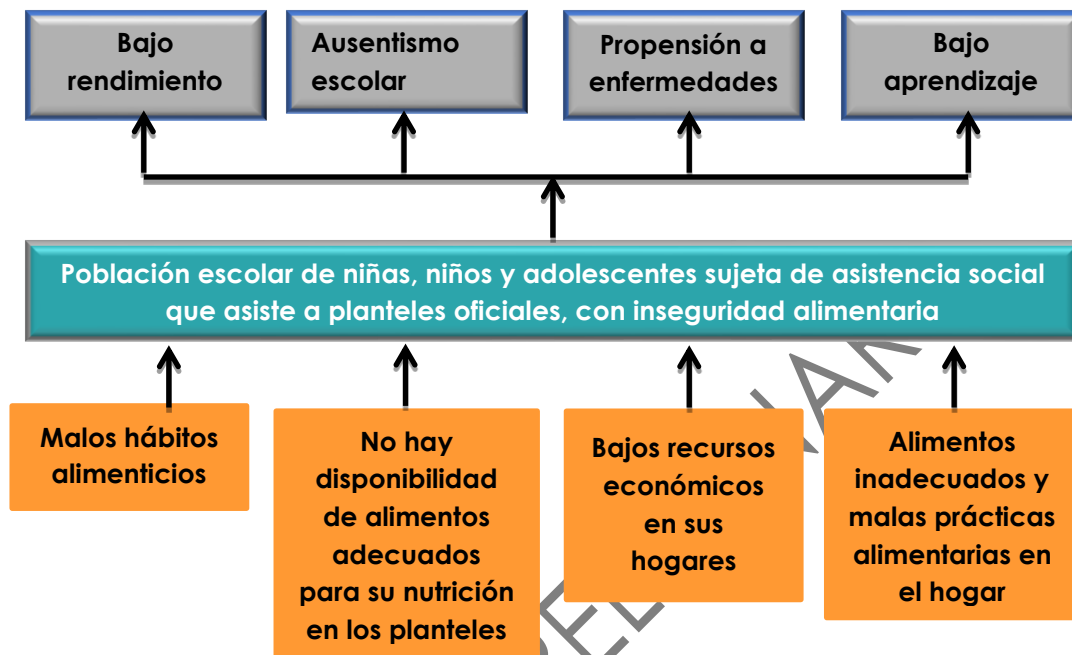 Bajo
rendimiento
Ausentismo
escolar
Propensión a
enfermedades
Bajo
aprendizaje
Población escolar de niñas, niños y adolescentes sujeta de asistencia social
que asiste a planteles oficiales, con inseguridad alimentaria
Malos hábitos
alimenticios
No hay
disponibilidad
de alimentos
adecuados
para su nutrición
en los planteles
Bajos recursos
económicos
en sus
hogares
Alimentos
inadecuados y
malas prácticas
alimentarias en
el hogar